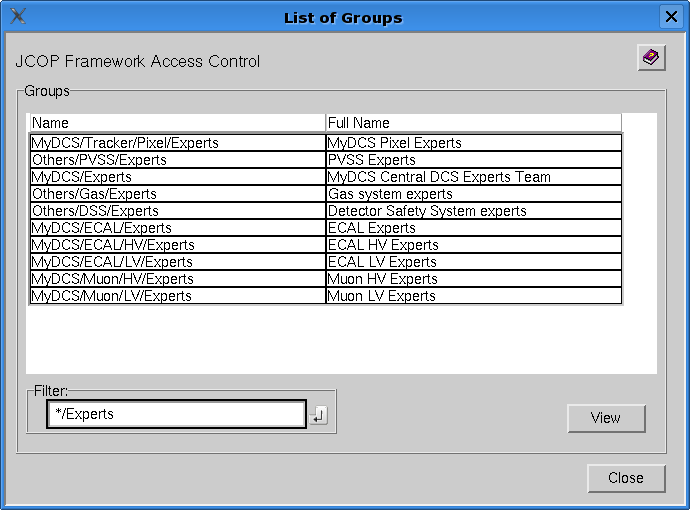 List of Groups
JCOP Framework Access Control
Groups
Name Full Name
MyDCS/Tracker/Pixel/Experts MyDCS Pixel Experts
Others/PVSS/Experts PVSS Experts
MyDCS/Experts MyDCS Central DCS Experts Team
Others/Gas/Experts Gas system experts
Others/DSS/Experts Detector Safety System experts
MyDCS/ECAL/Experts ECAL Experts
MyDCS/ECAL/HV/Experts ECAL HV Experts
MyDCS/ECAL/LV/Experts ECAL LV Experts
MyDCS/Muon/HV/Experts Muon HV Experts
MyDCS/Muon/LV/Experts Muon LV Experts
Filter:
*/Experts
View
Close